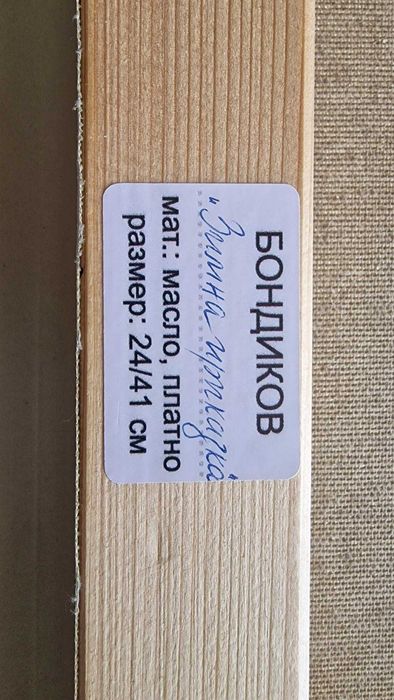 БОНДИКОВ
"Зимна приказка"
мат.: масло, платно
размер: 24/41 см